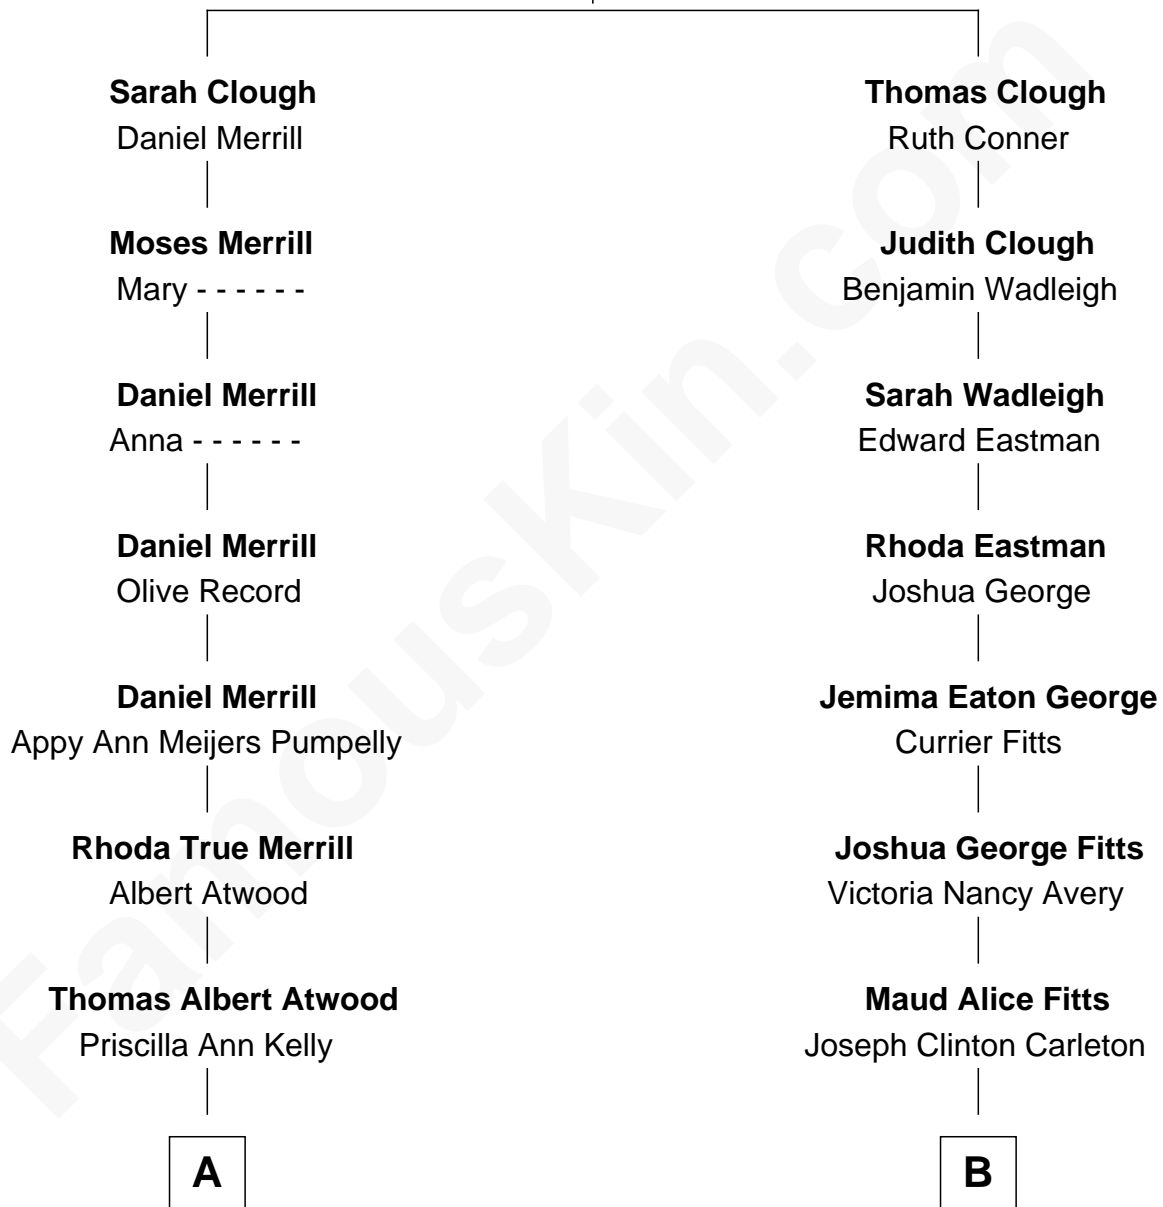 Sarah Clough
Daniel Merrill
Moses Merrill
Mary - - - - - -
Daniel Merrill
Anna - - - - - -
Daniel Merrill
Olive Record
Daniel Merrill
Appy Ann Meijers Pumpelly
Rhoda True Merrill
Albert Atwood
Thomas Albert Atwood
Priscilla Ann Kelly
A
Thomas Clough
Ruth Conner
Judith Clough
Benjamin Wadleigh
Sarah Wadleigh
Edward Eastman
Rhoda Eastman
Joshua George
Jemima Eaton George
Currier Fitts
Joshua George Fitts
Victoria Nancy Avery
Maud Alice Fitts
Joseph Clinton Carleton
B
FamousKin.com